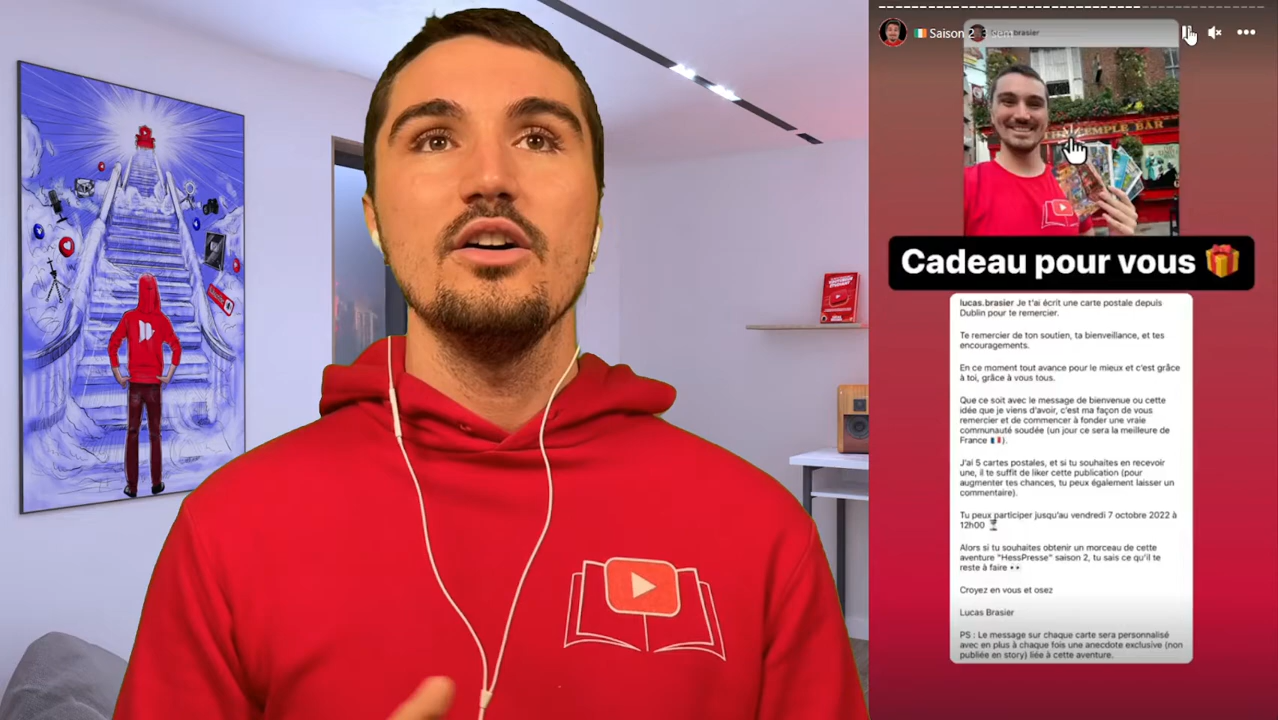 Saison 2
brasier
THE TEMPLE BAR
Cadeau pour vous 🎁
lucas.brasier Je t'ai écrit une carte postale depuis
Dublin pour te remercier.
Te remercier de ton soutien, ta bienveillance, et tes
encouragements.
En ce moment tout avance pour le mieux et c'est grâce
à toi, grâce à vous tous.
Que ce soit avec le message de bienvenue ou cette
idée que je viens d'avoir, c'est ma façon de vous
remercier et de commencer à fonder une vraie
communauté soudée (un jour ce sera la meilleure de
France 🇫🇷).
J'ai 5 cartes postales, et si tu souhaites en recevoir
une, il te suffit de liker cette publication (pour
augmenter tes chances, tu peux également laisser un
commentaire).
Tu peux participer jusqu'au vendredi 7 octobre 2022 à
12h00 ⏳
Alors si tu souhaites obtenir un morceau de cette
aventure "HessPresse" saison 2, tu sais ce qu'il te
reste à faire 👀
Croyez en vous et osez
Lucas Brasier
PS : Le message sur chaque carte sera personnalisé
avec en plus à chaque fois une anecdote exclusive (non
publiée en story) liée à cette aventure.